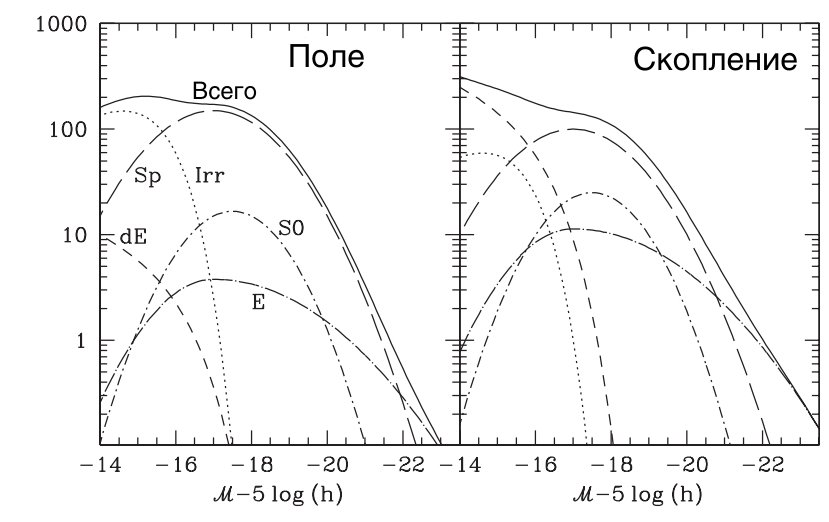 1000
Поле
Скопление
Всего
100
Sp
Irr
dE
S0
10
E
1
−14 −16 −18 −20 −22 −14 −16 −18 −20 −22
ℳ−5 log (h) ℳ−5 log (h)